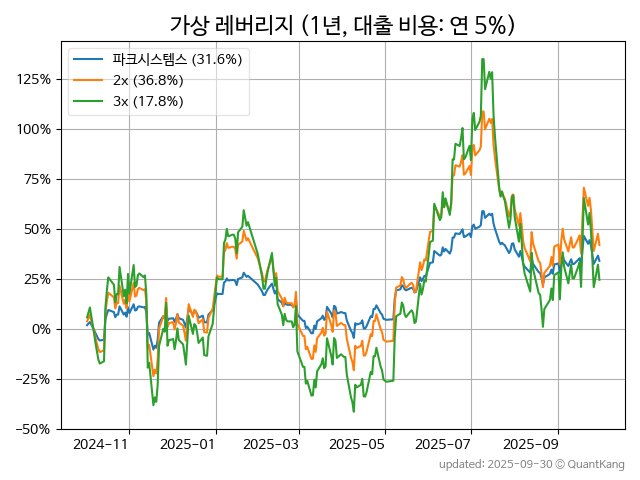 가상 레버리지 (1년, 대출 비용: 연 5%)
파크시스템스 (31.6%)
2x (36.8%)
3x (17.8%)
125%
100%
75%
50%
25%
0%
−25%
−50%
2024-11
2025-01
2025-03
2025-05
2025-07
2025-09
updated: 2025-09-30 © QuantKang